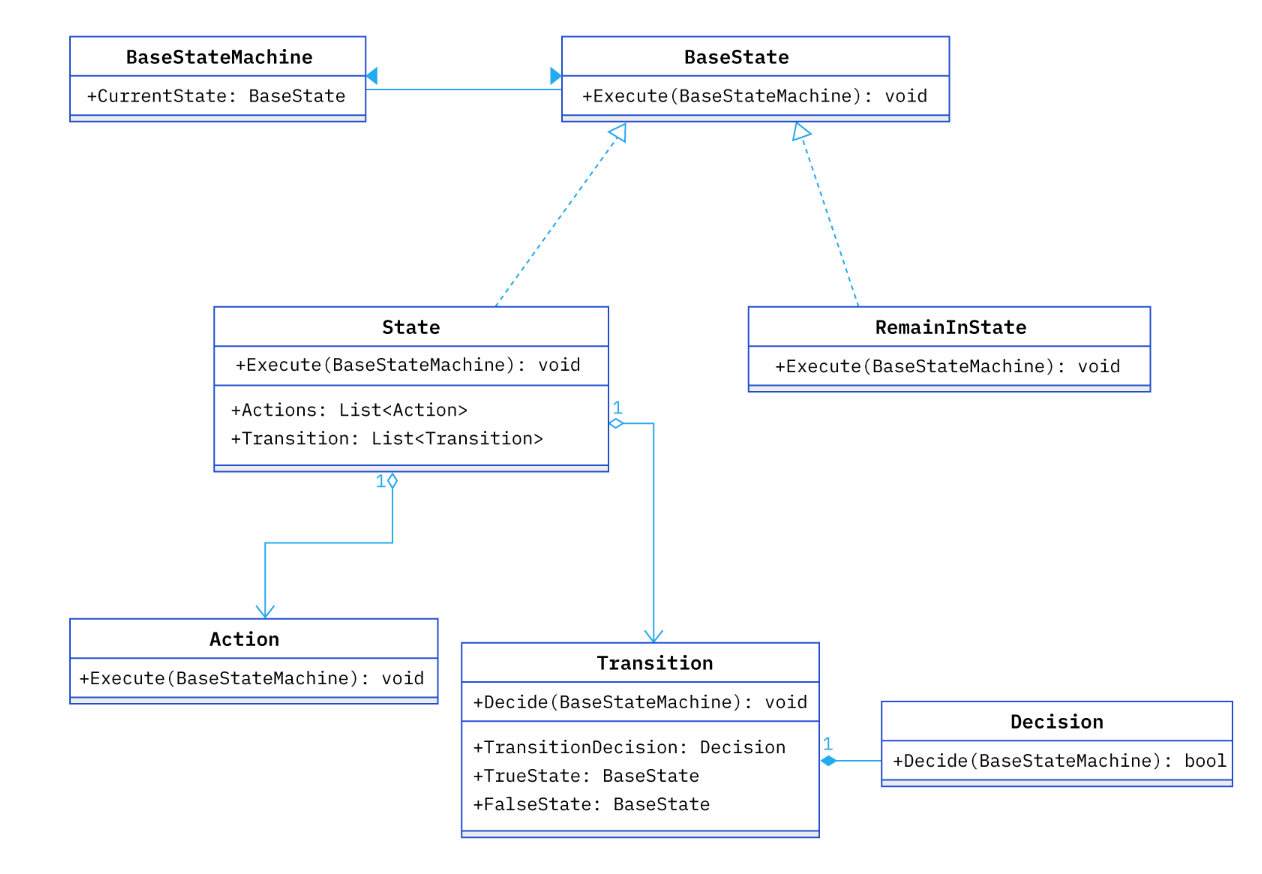 BaseStateMachine
+CurrentState: BaseState
BaseState
+Execute(BaseStateMachine): void
State
+Execute(BaseStateMachine): void
+Actions: List<Action>
+Transition: List<Transition>
1
1
RemainInState
+Execute(BaseStateMachine): void
Action
+Execute(BaseStateMachine): void
Transition
+Decide(BaseStateMachine): void
+TransitionDecision: Decision
+TrueState: BaseState
+FalseState: BaseState
1
Decision
+Decide(BaseStateMachine): bool